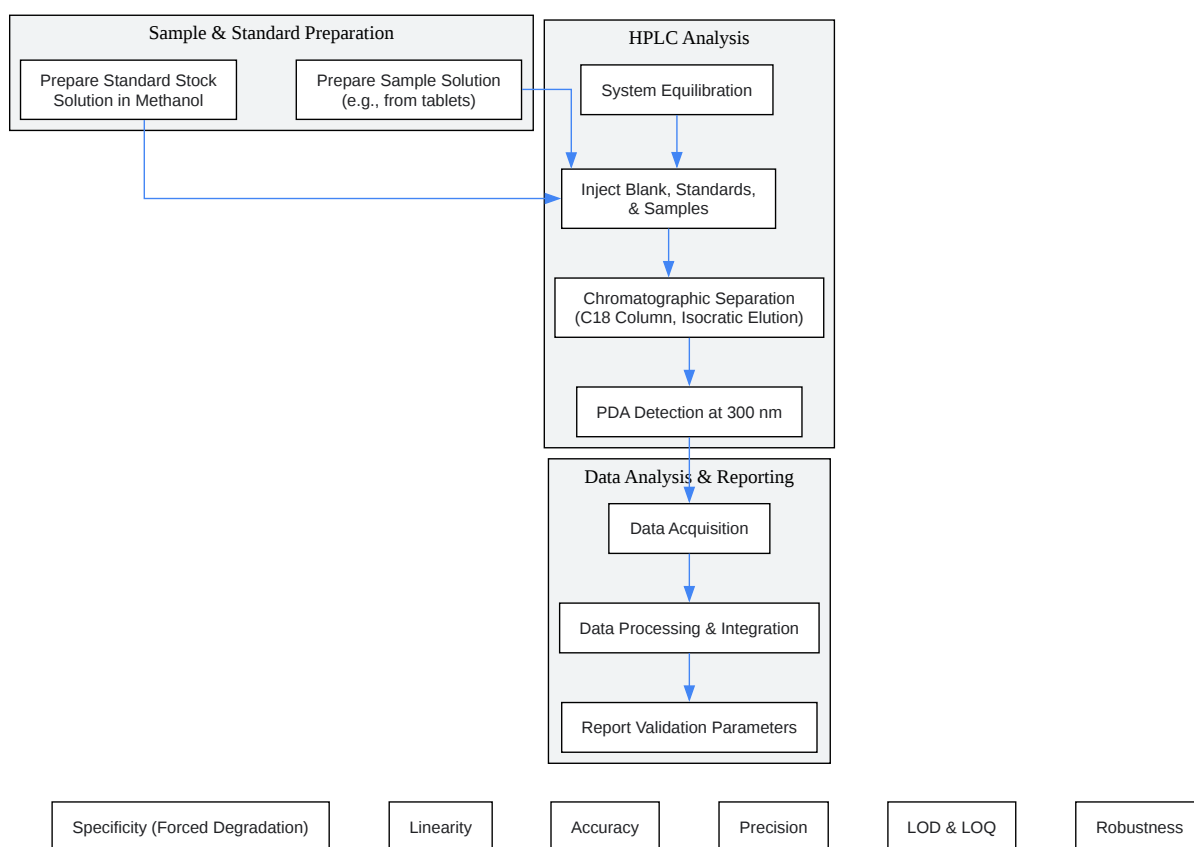 Sample & Standard Preparation
Prepare Standard Stock
Solution in Methanol
Prepare Sample Solution
(e.g., from tablets)
HPLC Analysis
System Equilibration
Inject Blank, Standards,
& Samples
Chromatographic Separation
(C18 Column, Isocratic Elution)
PDA Detection at 300 nm
Data Analysis & Reporting
Data Acquisition
Data Processing & Integration
Report Validation Parameters
Specificity (Forced Degradation)
Linearity
Accuracy
Precision
LOD & LOQ
Robustness